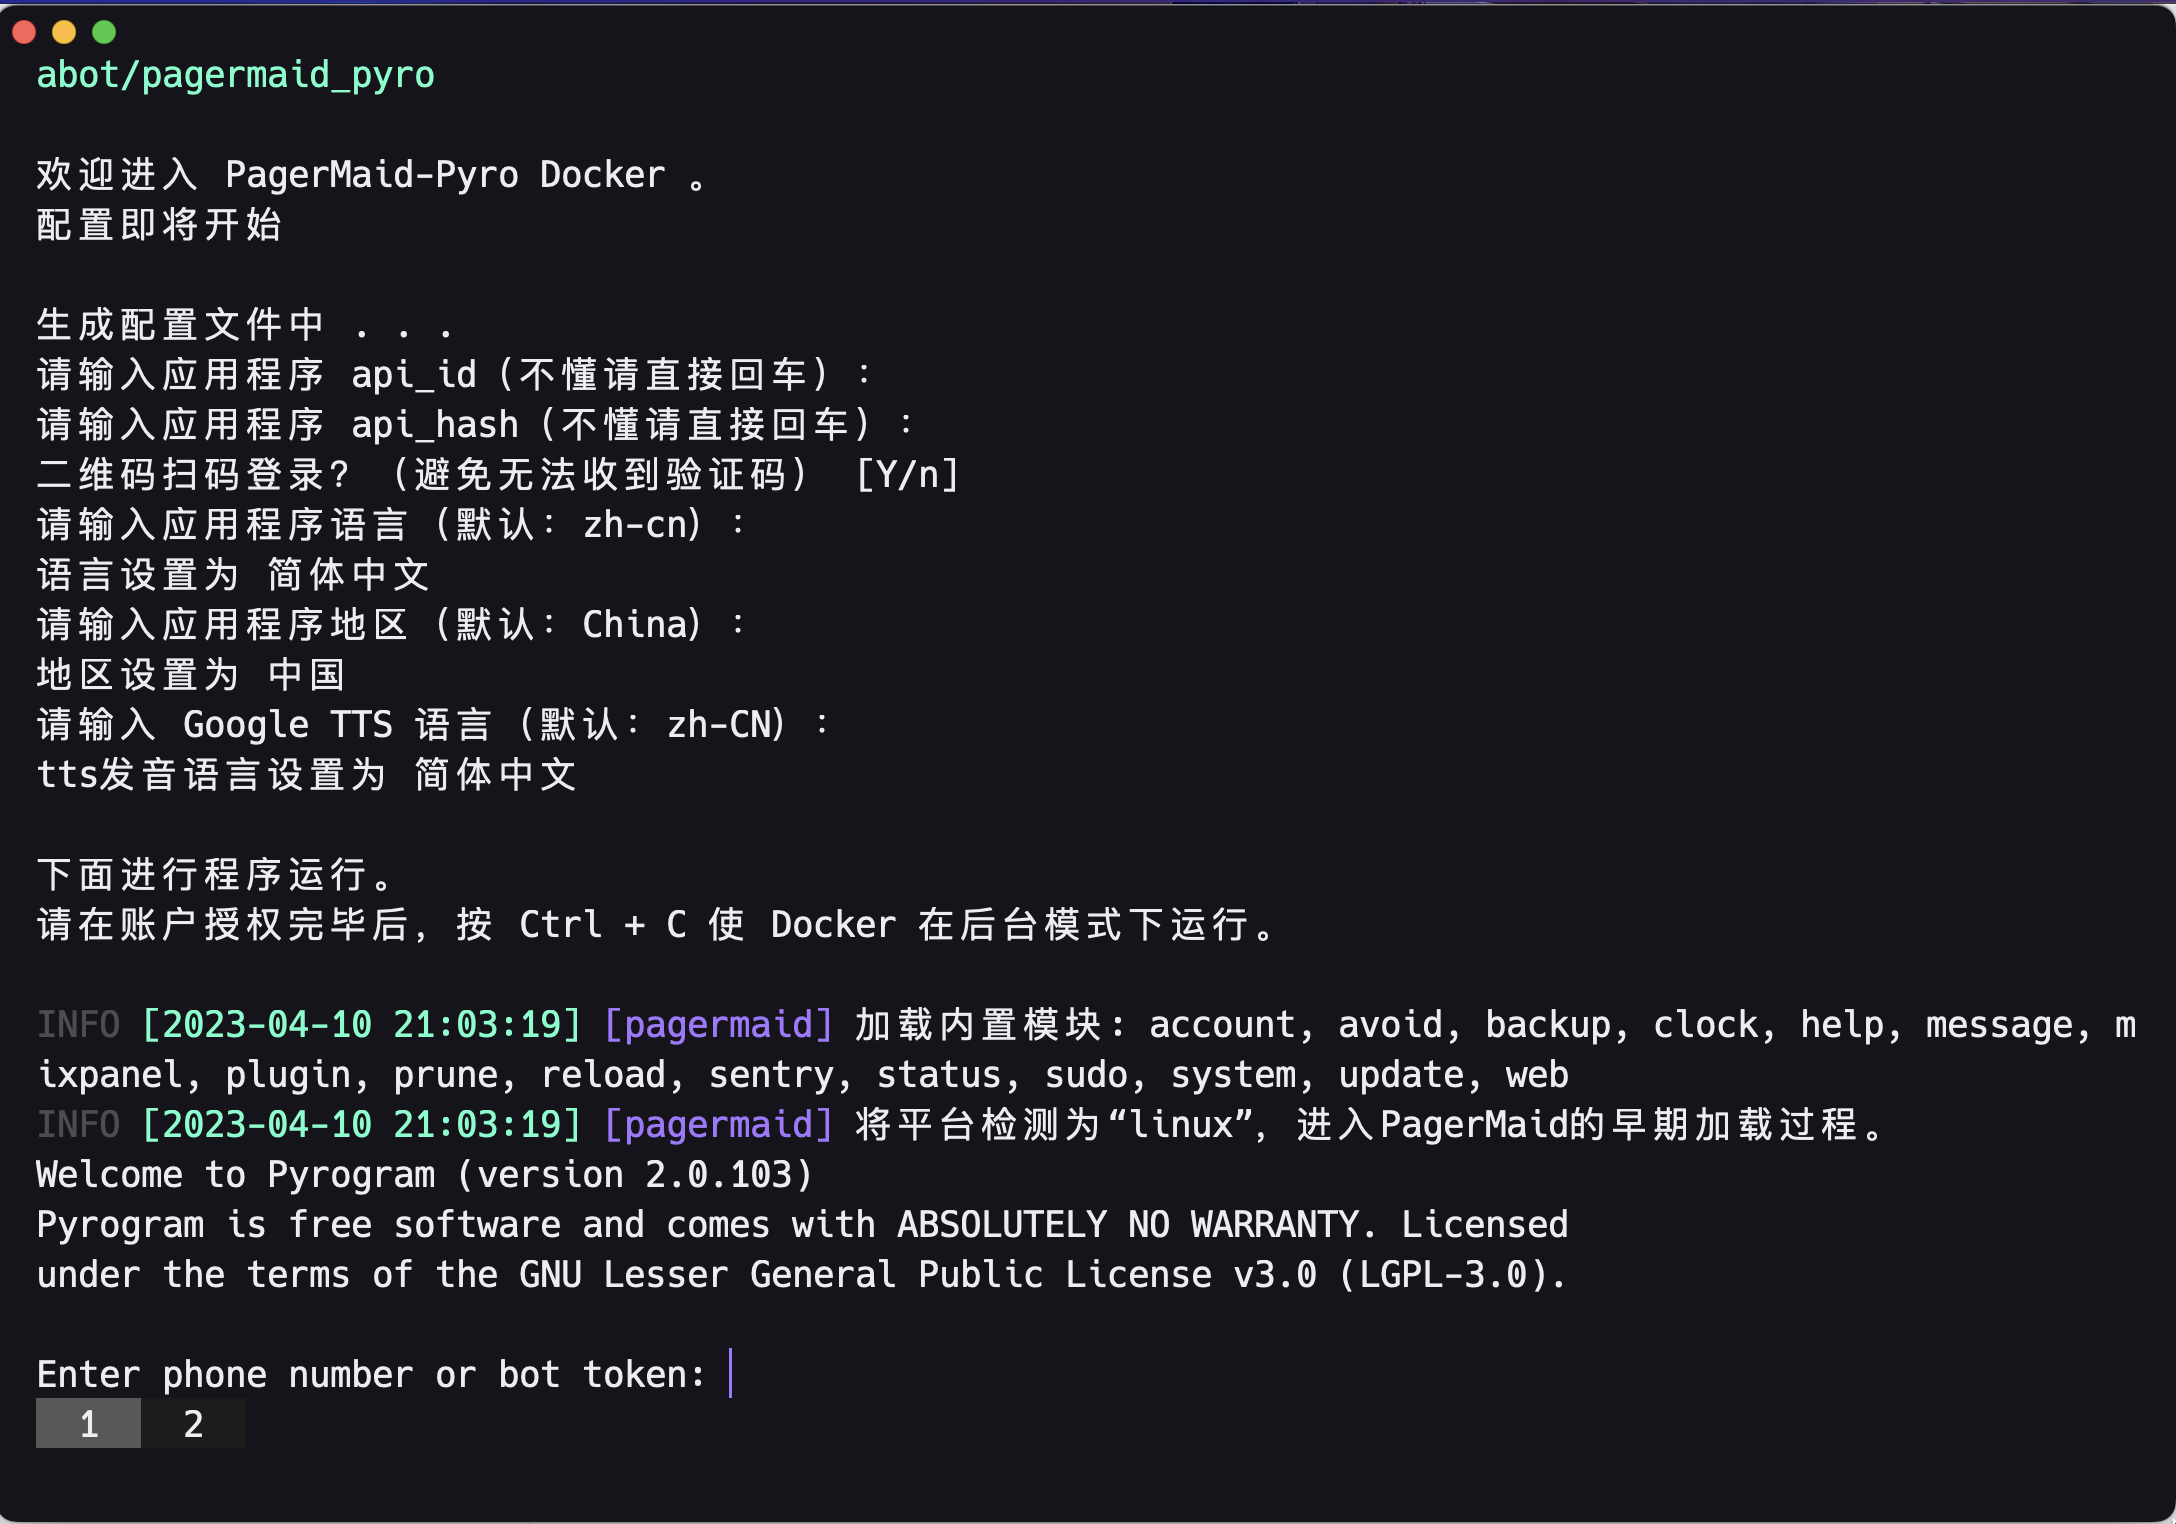 abot/pagermaid_pyro
欢迎进入 PagerMaid-Pyro Docker 。
配置即将开始
生成配置文件中 . . .
请输入应用程序 api_id（不懂请直接回车）：
请输入应用程序 api_hash（不懂请直接回车）：
二维码扫码登录？（避免无法收到验证码） [Y/n]
请输入应用程序语言（默认：zh-cn）：
语言设置为 简体中文
请输入应用程序地区（默认：China）：
地区设置为 中国
请输入 Google TTS 语言（默认：zh-CN）：
tts发音语言设置为 简体中文
下面进行程序运行。
请在账户授权完毕后，按 Ctrl + C 使 Docker 在后台模式下运行。
INFO [2023-04-10 21:03:19] [pagermaid] 加载内置模块: account, avoid, backup, clock, help, message, m
ixpanel, plugin, prune, reload, sentry, status, sudo, system, update, web
INFO [2023-04-10 21:03:19] [pagermaid] 将平台检测为“linux”，进入PagerMaid的早期加载过程。
Welcome to Pyrogram (version 2.0.103)
Pyrogram is free software and comes with ABSOLUTELY NO WARRANTY. Licensed
under the terms of the GNU Lesser General Public License v3.0 (LGPL-3.0).
Enter phone number or bot token:
1 2